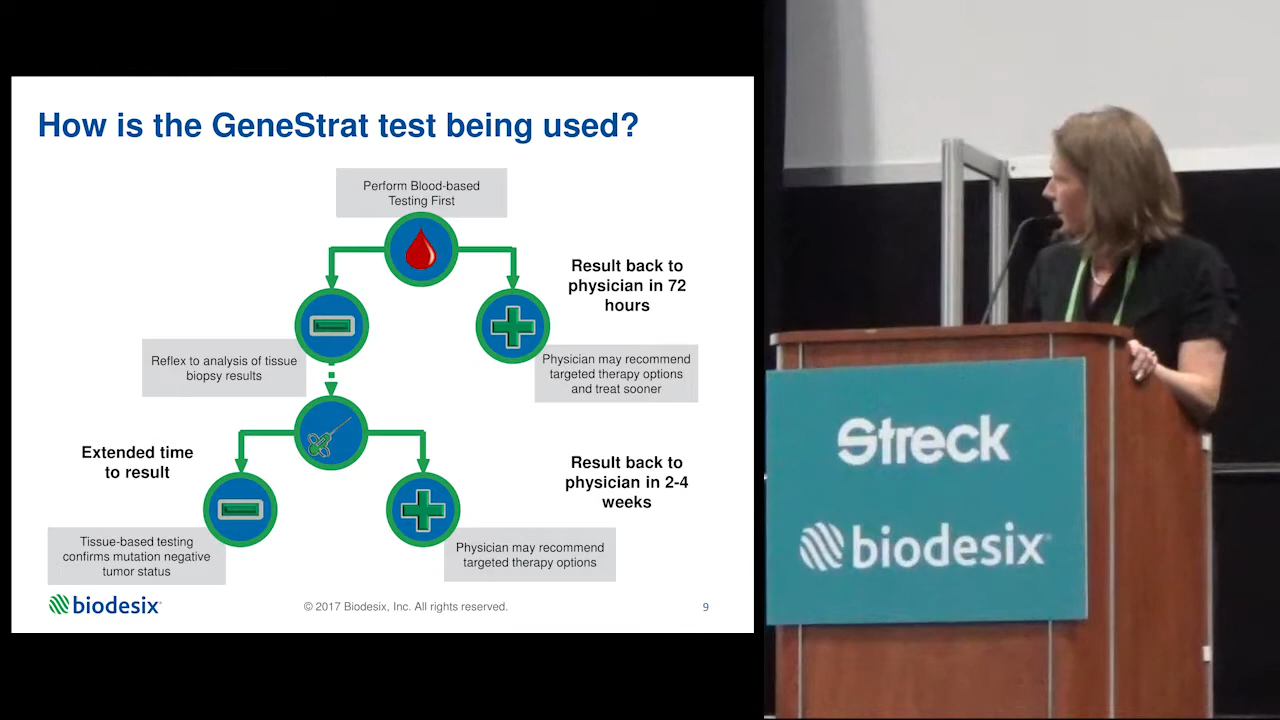 How is the GeneStrat test being used?
Perform Blood-based
Testing First
Result back to
physician in 72
hours
Reflex to analysis of tissue
biopsy results
Physician may recommend
targeted therapy options
and treat sooner
Extended time
to result
Result back to
physician in 2-4
weeks
Tissue-based testing
confirms mutation negative
tumor status
Physician may recommend
targeted therapy options
biodesix
© 2017 Biodesix, Inc. All rights reserved.
9
Streck
biodesix